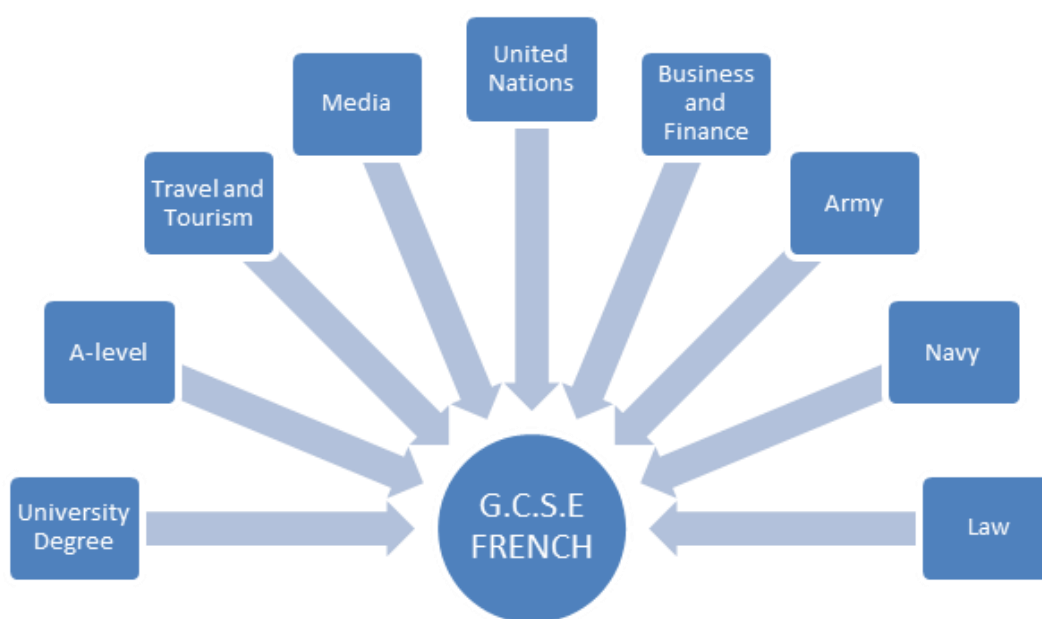 United
Nations
Business
and
Finance
Media
Travel and
Tourism
Army
A-level
Navy
University
Degree
G.C.S.E
FRENCH
Law